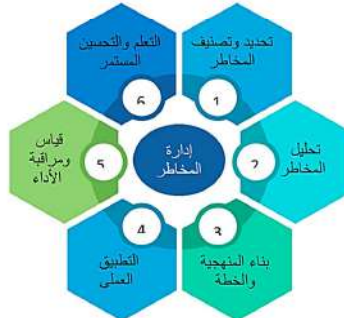 إدارة
المخاطر
1
تحديد وتصنيف
المخاطر
2
تحليل
المخاطر
3
بناء المنهجية
والخطة
4
التطبيق
العملى
5
قياس
ومراقبة
الأداء
6
التعلم والتحسين
المستمر